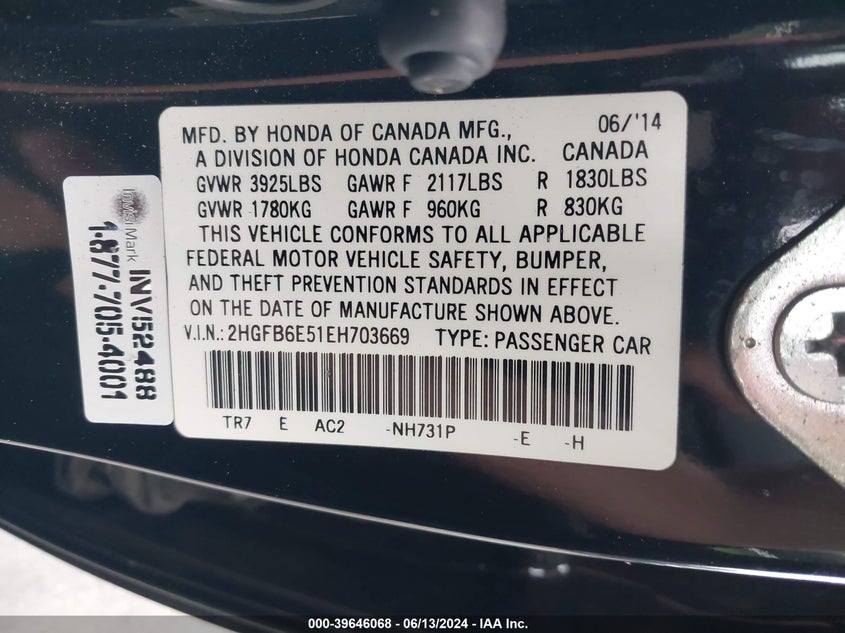 06/'14
MFD. BY HONDA OF CANADA MFG.,
A DIVISION OF HONDA CANADA INC. CANADA
GVWR 3925LBS GAWR F 2117LBS R 1830LBS
GVWR 1780KG GAWR F 960KG R 830KG
THIS VEHICLE CONFORMS TO ALL APPLICABLE
FEDERAL MOTOR VEHICLE SAFETY, BUMPER,
AND THEFT PREVENTION STANDARDS IN EFFECT
ON THE DATE OF MANUFACTURE SHOWN ABOVE.
V.I.N.: 2HGFB6E51EH703669 TYPE: PASSENGER CAR
TR7 E AC2 -NH731P -E -H
InvisiMark
INV52488
1-877-705-4001
000-39646068 - 06/13/2024 - IAA Inc.